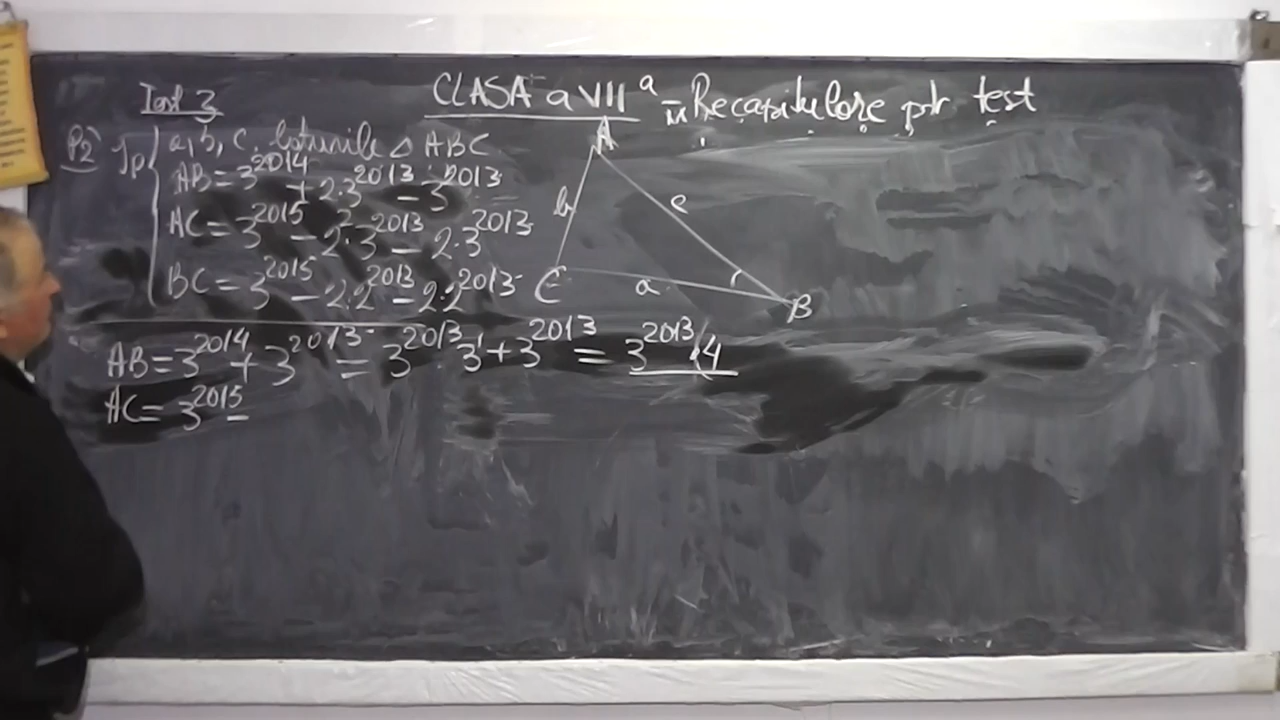 Test 3
CLASA a VII a - Recapitulare ptr test
P2) Ip a, b, c, laturile △ ABC
AB = 3^2014 + 2·3^2013 - 3^2013
AC = 3^2015 - 2·3^2013 - 2·3^2013
BC = 3^2015 - 2·2^2013 - 2·2^2013
A
b
c
C
a
B
AB = 3^2014 + 3^2013 = 3^2013 3^1 + 3^2013 = 3^2013·4
AC = 3^2015 -